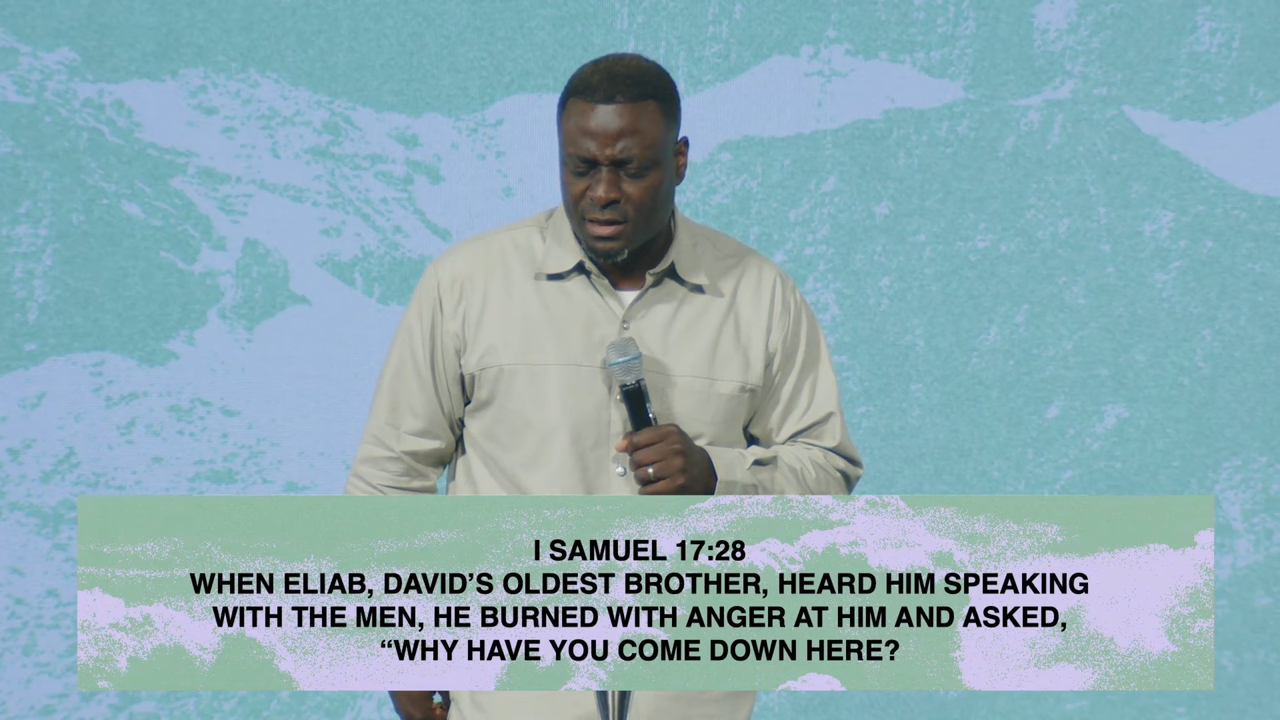 I SAMUEL 17:28
WHEN ELIAB, DAVID’S OLDEST BROTHER, HEARD HIM SPEAKING
WITH THE MEN, HE BURNED WITH ANGER AT HIM AND ASKED,
“WHY HAVE YOU COME DOWN HERE?